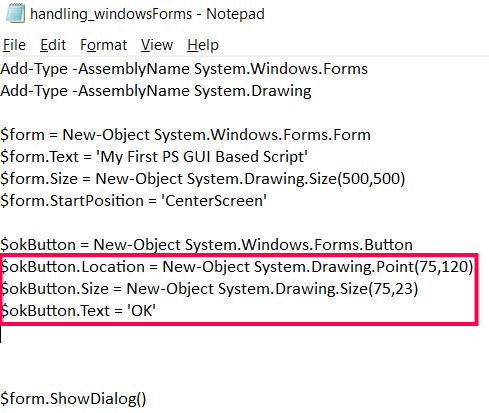 handling_windowsForms - Notepad
File Edit Format View Help
Add-Type -AssemblyName System.Windows.Forms
Add-Type -AssemblyName System.Drawing
$form = New-Object System.Windows.Forms.Form
$form.Text = 'My First PS GUI Based Script'
$form.Size = New-Object System.Drawing.Size(500,500)
$form.StartPosition = 'CenterScreen'
$okButton = New-Object System.Windows.Forms.Button
$okButton.Location = New-Object System.Drawing.Point(75,120)
$okButton.Size = New-Object System.Drawing.Size(75,23)
$okButton.Text = 'OK'
$form.ShowDialog()